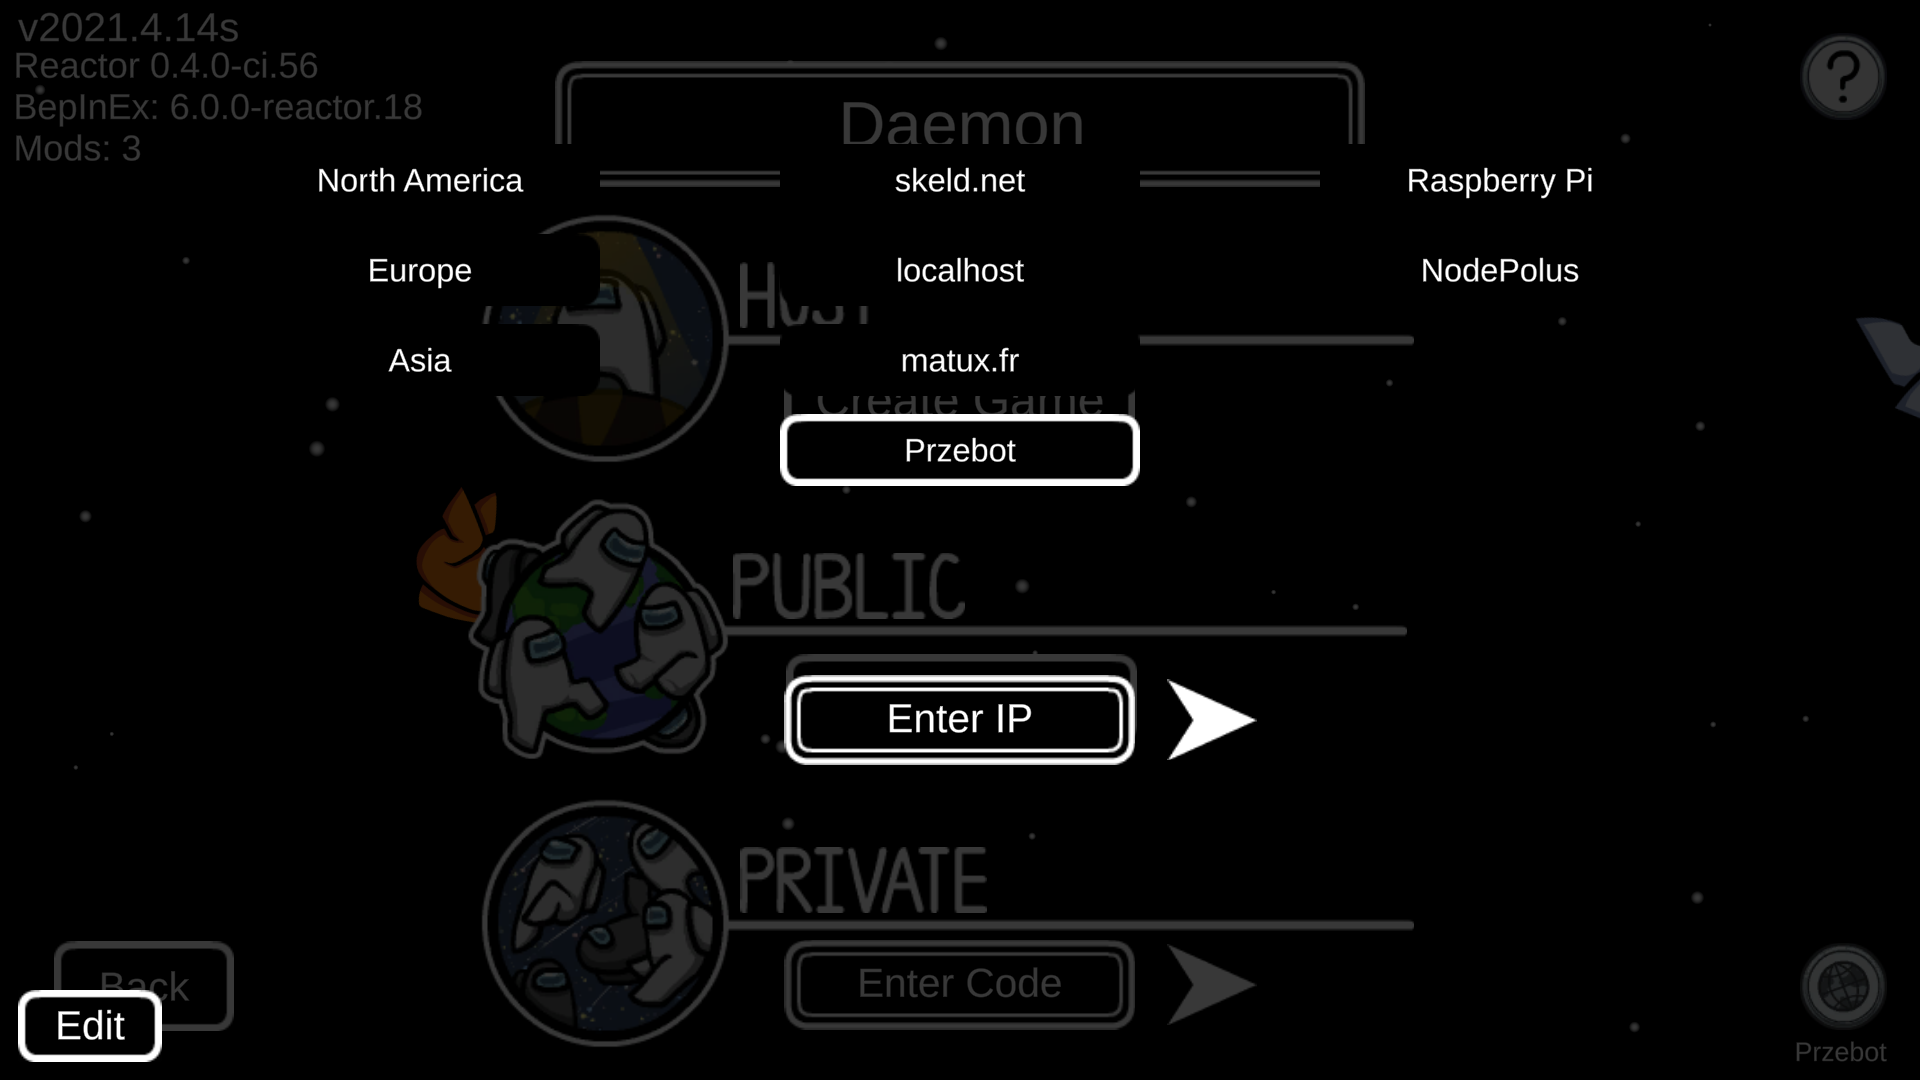 v2021.4.14s
Reactor 0.4.0-ci.56
BepInEx: 6.0.0-reactor.18
Mods: 3
Daemon
North America
skeld.net
Raspberry Pi
Europe
localhost
NodePolus
HOST
Asia
matux.fr
Create Game
Przebot
PUBLIC
Enter IP
PRIVATE
Enter Code
Back
Edit
Przebot